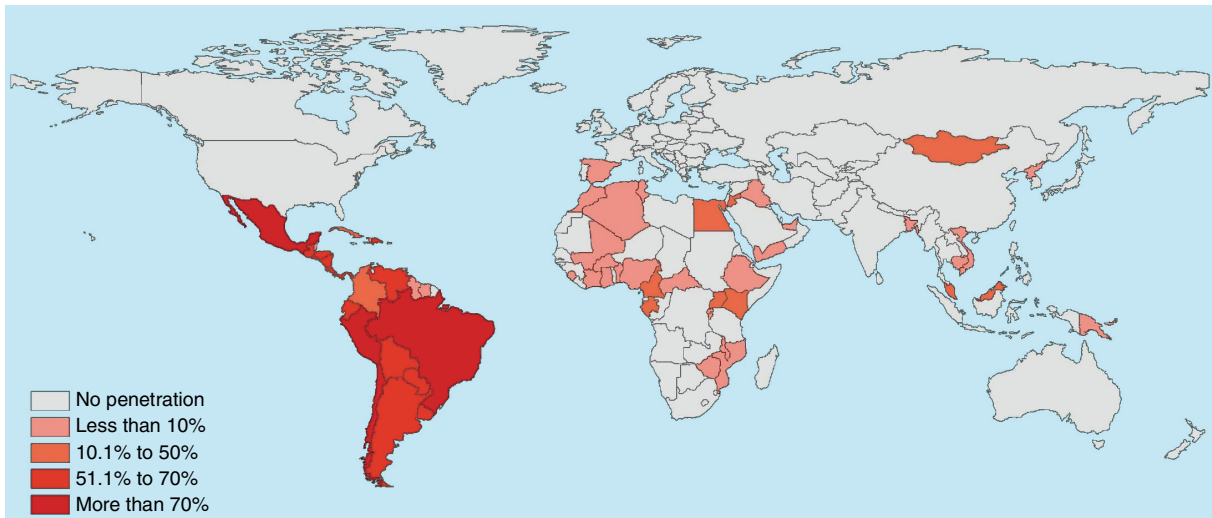 No penetration
Less than 10%
10.1% to 50%
51.1% to 70%
More than 70%